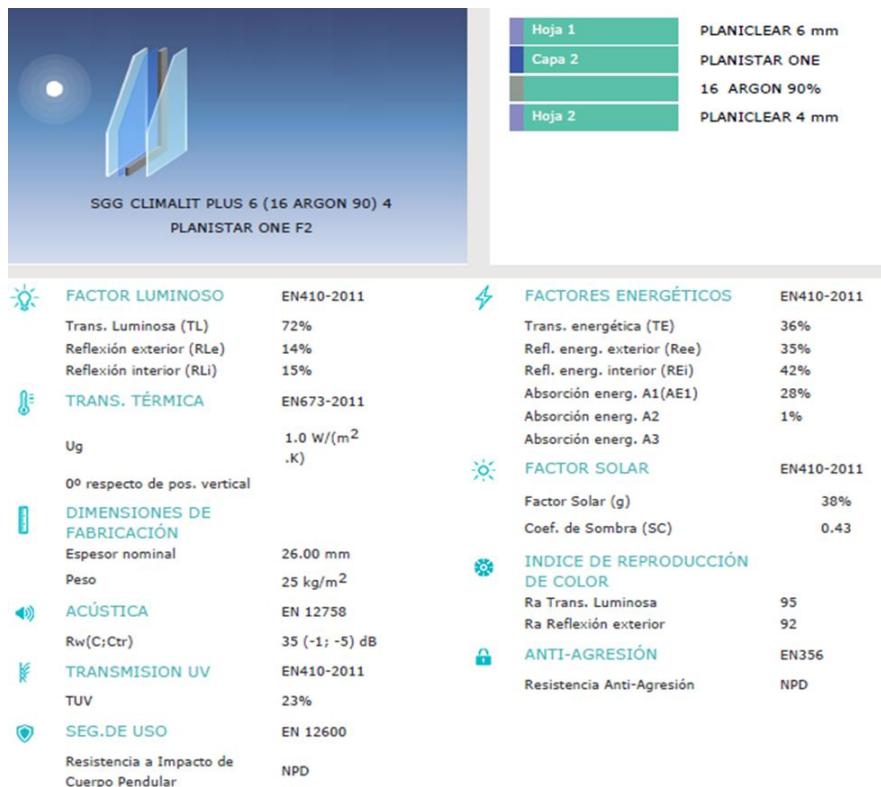 SGG CLIMALIT PLUS 6 (16 ARGON 90) 4
PLANISTAR ONE F2
Hoja 1 PLANICLEAR 6 mm
Capa 2 PLANISTAR ONE
16 ARGON 90%
Hoja 2 PLANICLEAR 4 mm
FACTOR LUMINOSO EN410-2011
Trans. Luminosa (TL) 72%
Reflexión exterior (RLe) 14%
Reflexión interior (RLi) 15%
TRANS. TÉRMICA EN673-2011
Ug 1.0 W/(m2
.K)
0º respecto de pos. vertical
DIMENSIONES DE
FABRICACIÓN
Espesor nominal 26.00 mm
Peso 25 kg/m2
ACÚSTICA EN 12758
Rw(C;Ctr) 35 (-1; -5) dB
TRANSMISION UV EN410-2011
TUV 23%
SEG.DE USO EN 12600
Resistencia a Impacto de
Cuerpo Pendular NPD
FACTORES ENERGÉTICOS EN410-2011
Trans. energética (TE) 36%
Refl. energ. exterior (Ree) 35%
Refl. energ. interior (REi) 42%
Absorción energ. A1(AE1) 28%
Absorción energ. A2 1%
Absorción energ. A3
FACTOR SOLAR EN410-2011
Factor Solar (g) 38%
Coef. de Sombra (SC) 0.43
INDICE DE REPRODUCCIÓN
DE COLOR
Ra Trans. Luminosa 95
Ra Reflexión exterior 92
ANTI-AGRESIÓN EN356
Resistencia Anti-Agresión NPD